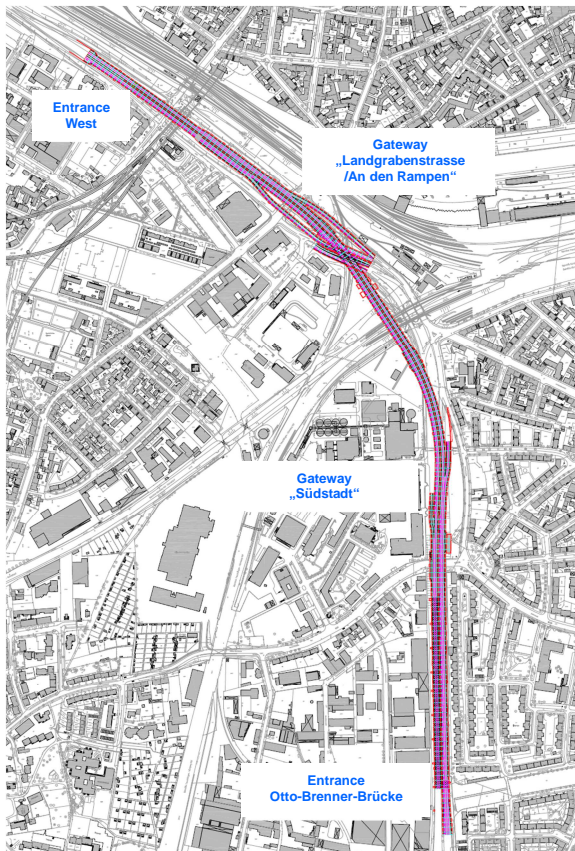 Entrance
West
Gateway
„Landgrabenstrasse
/An den Rampen“
Gateway
„Südstadt“
Entrance
Otto-Brenner-Brücke